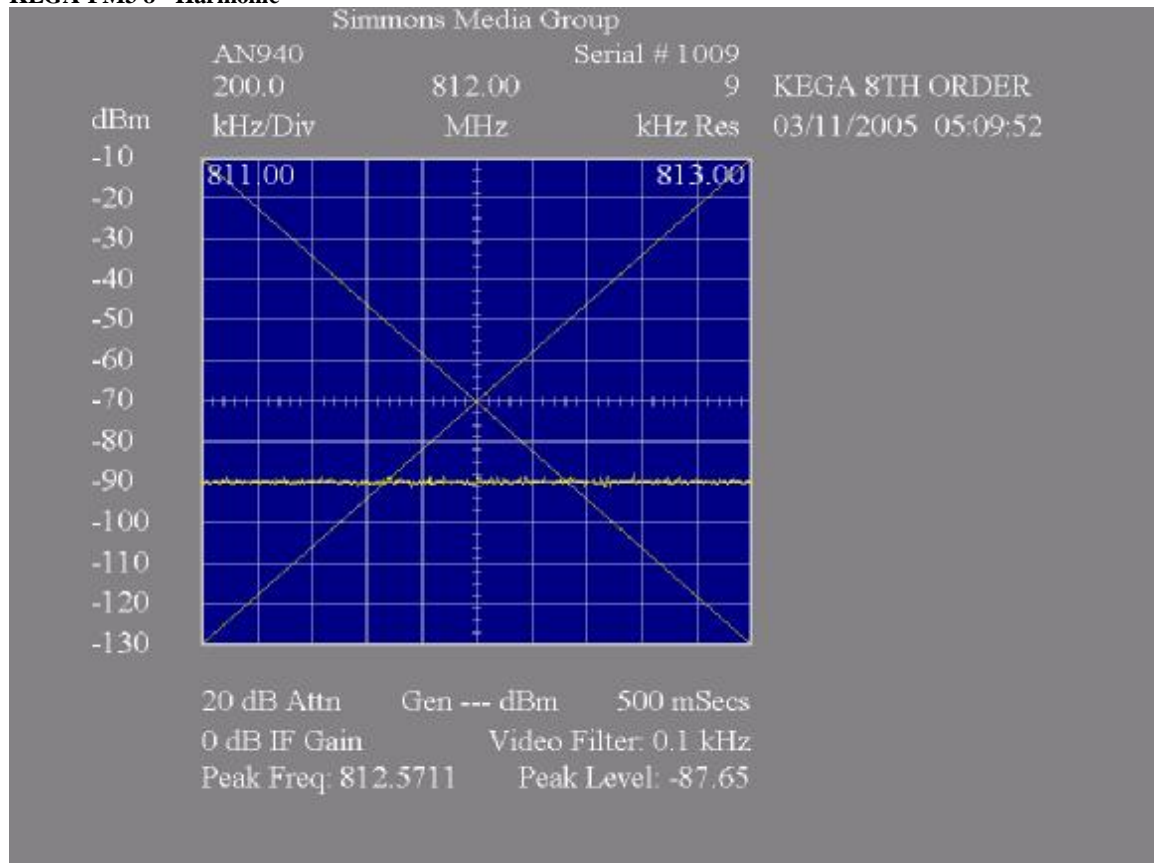 Simmons Media Group
AN940 Serial # 1009
200.0 812.00 9 KEGA 8TH ORDER
dBm kHz/Div MHz kHz Res 03/11/2005 05:09:52
-10
811.00 813.00
-20
-30
-40
-50
-60
-70
-80
-90
-100
-110
-120
-130
20 dB Attn Gen --- dBm 500 mSecs
0 dB IF Gain Video Filter: 0.1 kHz
Peak Freq: 812.5711 Peak Level: -87.65